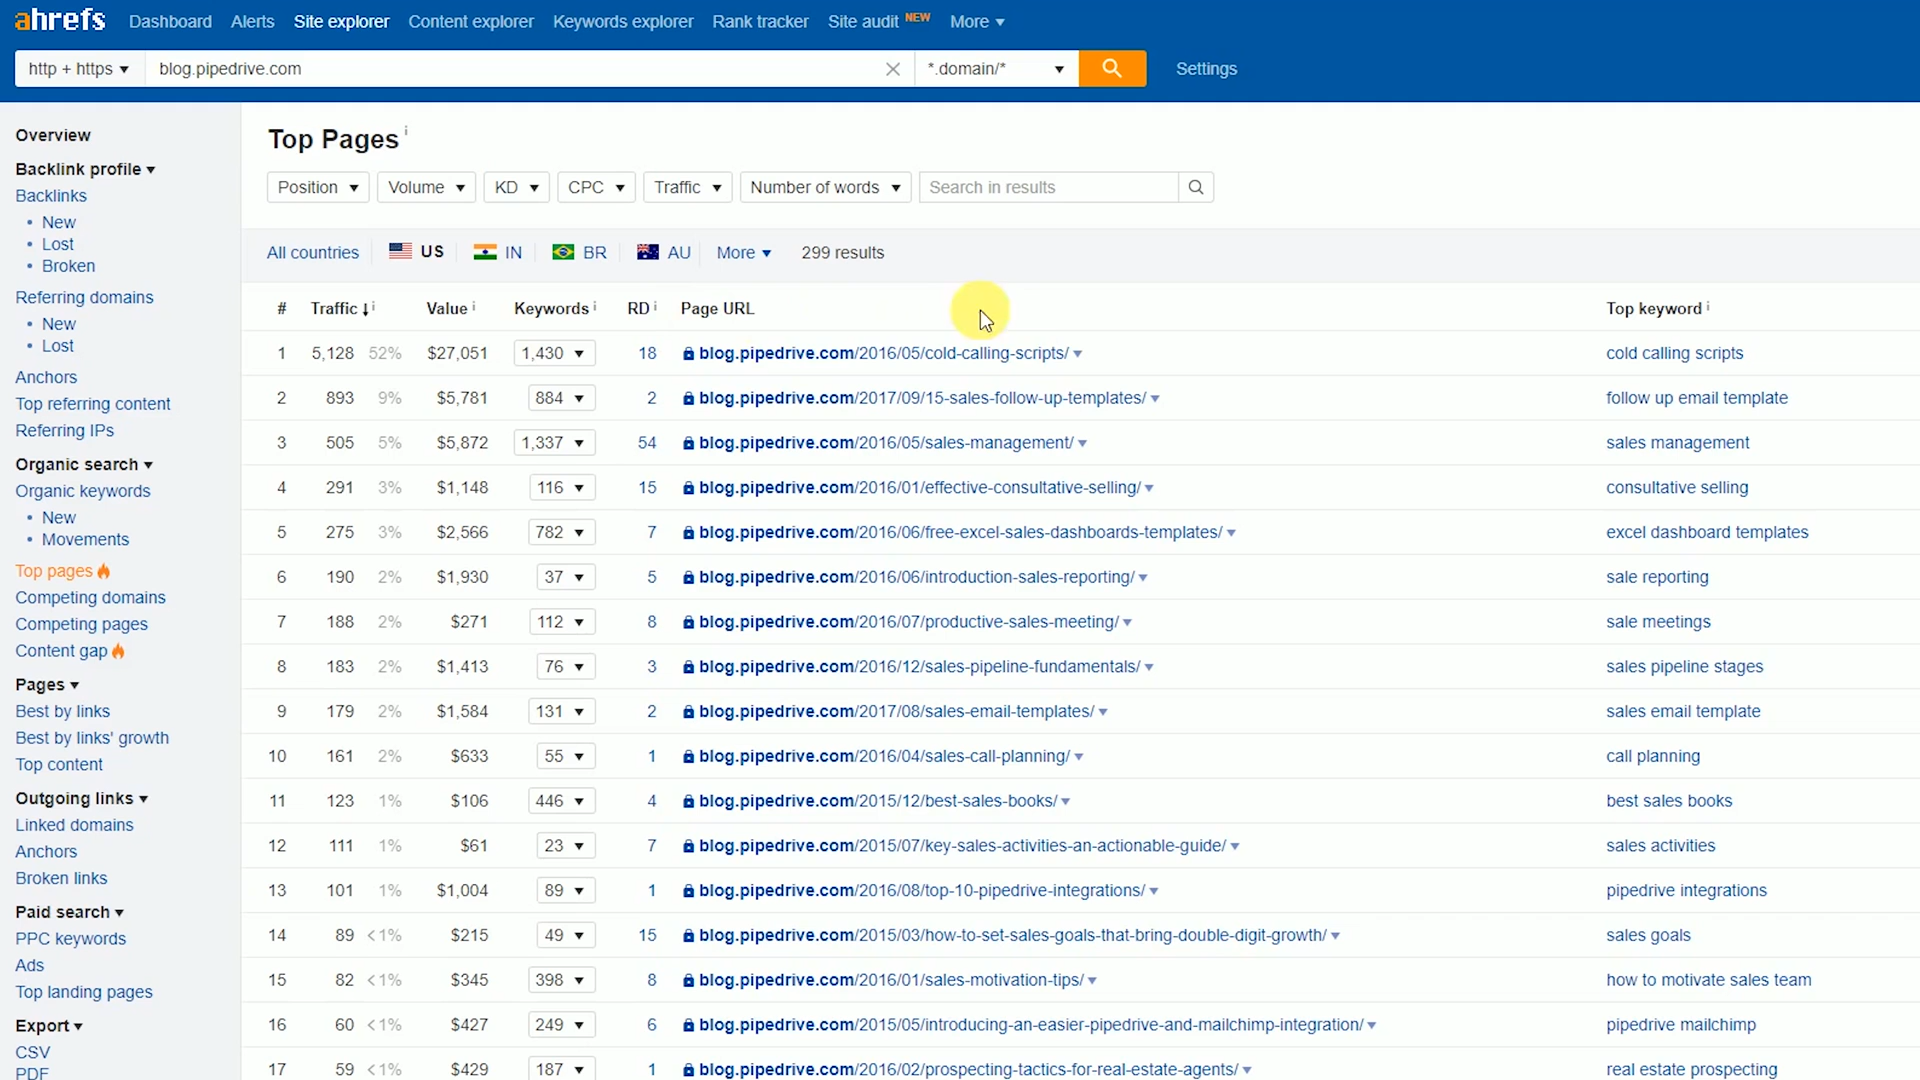 ahrefs Dashboard Alerts Site explorer Content explorer Keywords explorer Rank tracker Site audit NEW More
http + https blog.pipedrive.com *.domain/* Settings
Overview
Backlink profile
Backlinks
• New
• Lost
• Broken
Referring domains
• New
• Lost
Anchors
Top referring content
Referring IPs
Organic search
Organic keywords
• New
• Movements
Top pages
Competing domains
Competing pages
Content gap
Pages
Best by links
Best by links' growth
Top content
Outgoing links
Linked domains
Anchors
Broken links
Paid search
PPC keywords
Ads
Top landing pages
Export
CSV
PDF
Top Pages i
Position Volume KD CPC Traffic Number of words Search in results
All countries US IN BR AU More 299 results
# Traffic ↓ i Value i Keywords i RD i Page URL Top keyword i
1 5,128 52% $27,051 1,430 18 blog.pipedrive.com/2016/05/cold-calling-scripts/ cold calling scripts
2 893 9% $5,781 884 2 blog.pipedrive.com/2017/09/15-sales-follow-up-templates/ follow up email template
3 505 5% $5,872 1,337 54 blog.pipedrive.com/2016/05/sales-management/ sales management
4 291 3% $1,148 116 15 blog.pipedrive.com/2016/01/effective-consultative-selling/ consultative selling
5 275 3% $2,566 782 7 blog.pipedrive.com/2016/06/free-excel-sales-dashboards-templates/ excel dashboard templates
6 190 2% $1,930 37 5 blog.pipedrive.com/2016/06/introduction-sales-reporting/ sale reporting
7 188 2% $271 112 8 blog.pipedrive.com/2016/07/productive-sales-meeting/ sale meetings
8 183 2% $1,413 76 3 blog.pipedrive.com/2016/12/sales-pipeline-fundamentals/ sales pipeline stages
9 179 2% $1,584 131 2 blog.pipedrive.com/2017/08/sales-email-templates/ sales email template
10 161 2% $633 55 1 blog.pipedrive.com/2016/04/sales-call-planning/ call planning
11 123 1% $106 446 4 blog.pipedrive.com/2015/12/best-sales-books/ best sales books
12 111 1% $61 23 7 blog.pipedrive.com/2015/07/key-sales-activities-an-actionable-guide/ sales activities
13 101 1% $1,004 89 1 blog.pipedrive.com/2016/08/top-10-pipedrive-integrations/ pipedrive integrations
14 89 <1% $215 49 15 blog.pipedrive.com/2015/03/how-to-set-sales-goals-that-bring-double-digit-growth/ sales goals
15 82 <1% $345 398 8 blog.pipedrive.com/2016/01/sales-motivation-tips/ how to motivate sales team
16 60 <1% $427 249 6 blog.pipedrive.com/2015/05/introducing-an-easier-pipedrive-and-mailchimp-integration/ pipedrive mailchimp
17 59 <1% $429 187 1 blog.pipedrive.com/2016/02/prospecting-tactics-for-real-estate-agents/ real estate prospecting